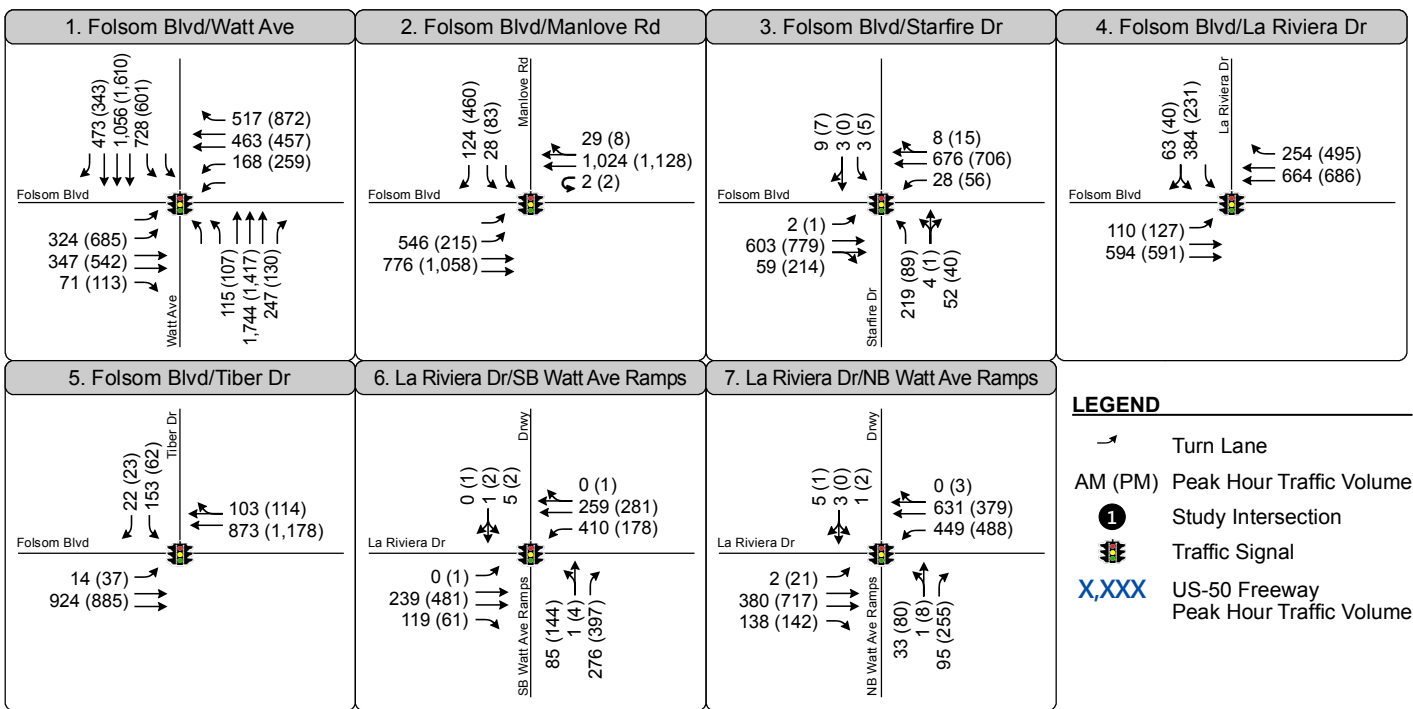 1. Folsom Blvd/Watt Ave
473 (343)
1,056 (1,610)
728 (601)
517 (872)
463 (457)
168 (259)
Folsom Blvd
324 (685)
347 (542)
71 (113)
115 (107)
1,744 (1,417)
247 (130)
Watt Ave
2. Folsom Blvd/Manlove Rd
124 (460)
28 (83)
Manlove Rd
29 (8)
1,024 (1,128)
2 (2)
Folsom Blvd
546 (215)
776 (1,058)
3. Folsom Blvd/Starfire Dr
9 (7)
3 (0)
3 (5)
8 (15)
676 (706)
28 (56)
Folsom Blvd
2 (1)
603 (779)
59 (214)
219 (89)
4 (1)
52 (40)
Starfire Dr
4. Folsom Blvd/La Riviera Dr
63 (40)
384 (231)
La Riviera Dr
254 (495)
664 (686)
Folsom Blvd
110 (127)
594 (591)
5. Folsom Blvd/Tiber Dr
22 (23)
153 (62)
Tiber Dr
103 (114)
873 (1,178)
Folsom Blvd
14 (37)
924 (885)
6. La Riviera Dr/SB Watt Ave Ramps
0 (1)
1 (2)
5 (2)
Drwy
0 (1)
259 (281)
410 (178)
La Riviera Dr
0 (1)
239 (481)
119 (61)
85 (144)
1 (4)
276 (397)
SB Watt Ave Ramps
7. La Riviera Dr/NB Watt Ave Ramps
5 (1)
3 (0)
1 (2)
Drwy
0 (3)
631 (379)
449 (488)
La Riviera Dr
2 (21)
380 (717)
138 (142)
33 (80)
1 (8)
95 (255)
NB Watt Ave Ramps
LEGEND
Turn Lane
AM (PM) Peak Hour Traffic Volume
1 Study Intersection
Traffic Signal
X,XXX US-50 Freeway
Peak Hour Traffic Volume